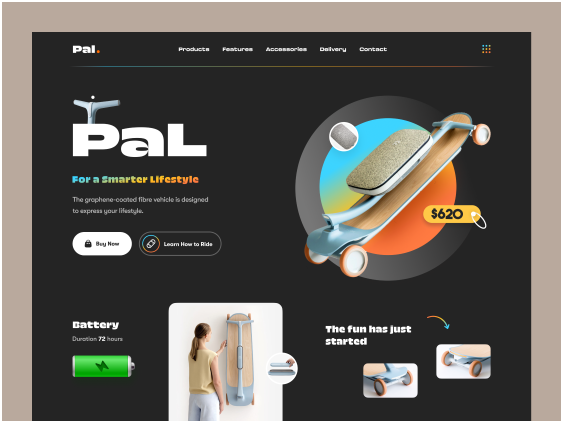 Pal.
Products Features Accessories Delivery Contact
PaL
For a Smarter Lifestyle
The graphene-coated fibre vehicle is designed
to express your lifestyle.
Buy Now
Learn How to Ride
$620
Battery
Duration 72 hours
The fun has just
started